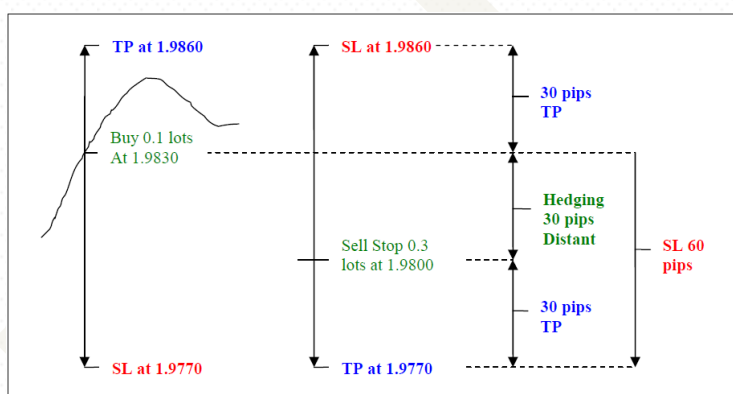 TP at 1.9860
SL at 1.9860
30 pips
TP
Buy 0.1 lots
At 1.9830
Hedging
30 pips
Distant
Sell Stop 0.3
lots at 1.9800
SL 60
pips
30 pips
TP
SL at 1.9770
TP at 1.9770